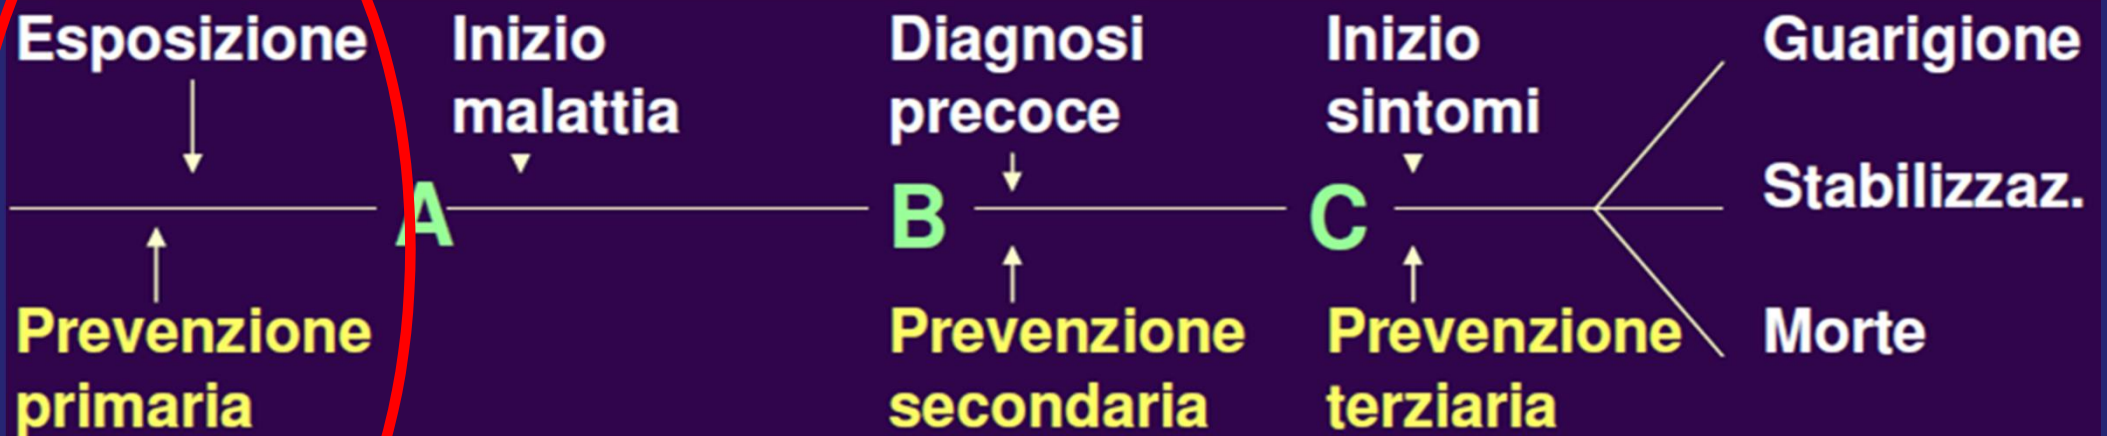 Esposizione
Inizio
malattia
Diagnosi
precoce
Inizio
sintomi
Guarigione
Stabilizzaz.
Morte
A
B
C
Prevenzione
primaria
Prevenzione
secondaria
Prevenzione
terziaria